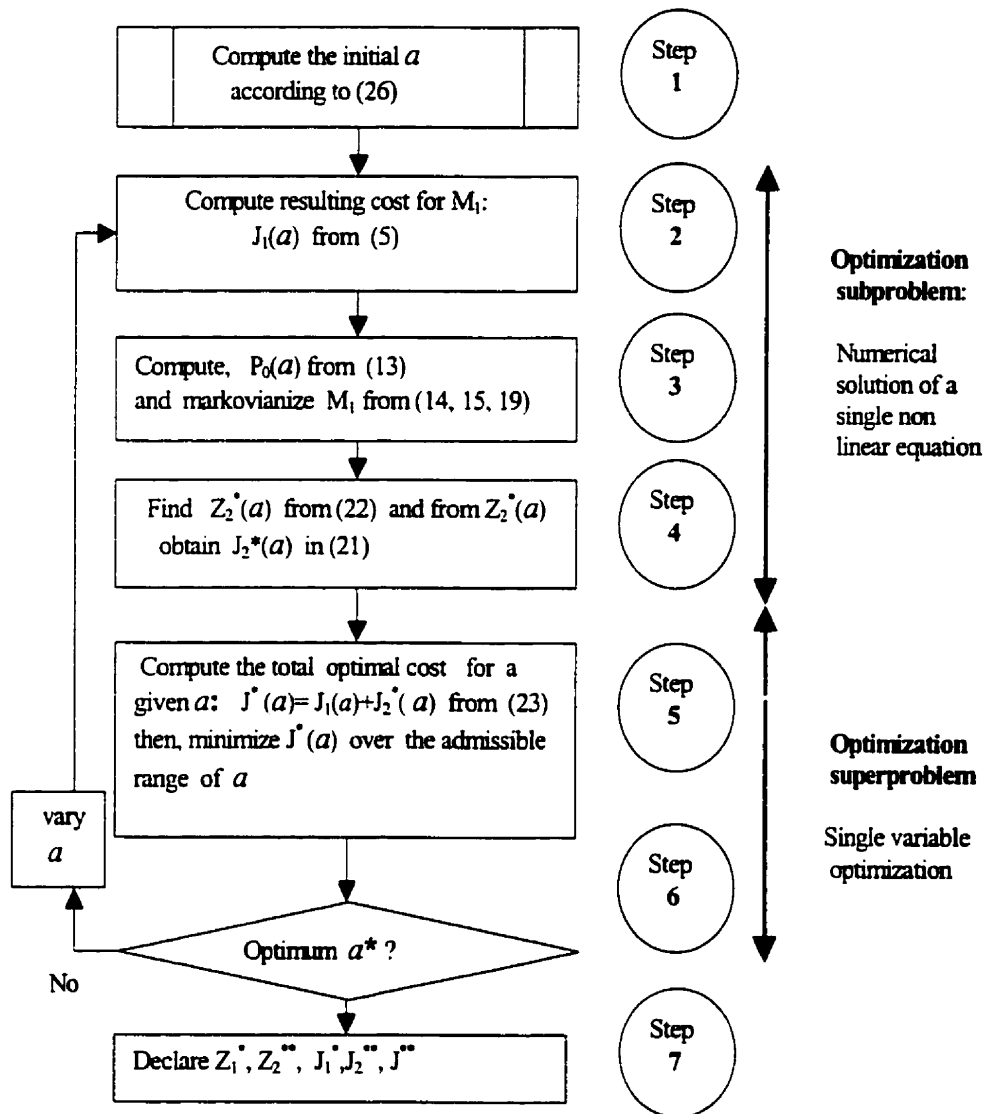 Compute the initial a
according to (26)
Step
1
Compute resulting cost for M₁:
J₁(a) from (5)
Step
2
Optimization
subproblem:
Numerical
solution of a
single non
linear equation
Compute, P₀(a) from (13)
and markovianize M₁ from (14, 15, 19)
Step
3
Find Z₂*(a) from (22) and from Z₂*(a)
obtain J₂*(a) in (21)
Step
4
Compute the total optimal cost for a
given a: J*(a)= J₁(a)+J₂*( a) from (23)
then, minimize J*(a) over the admissible
range of a
Step
5
Optimization
superproblem
Single variable
optimization
vary
a
Step
6
Optimum a* ?
No
Declare Z₁*, Z₂**, J₁*,J₂**, J**
Step
7